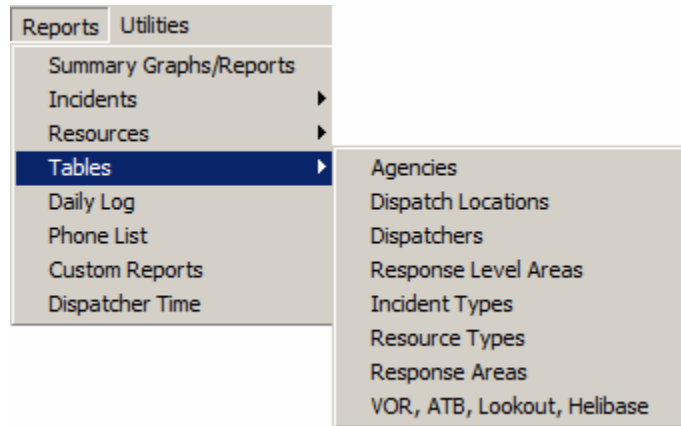 Reports Utilities
Summary Graphs/Reports
Incidents
Resources
Tables
Daily Log
Phone List
Custom Reports
Dispatcher Time
Agencies
Dispatch Locations
Dispatchers
Response Level Areas
Incident Types
Resource Types
Response Areas
VOR, ATB, Lookout, Helibase